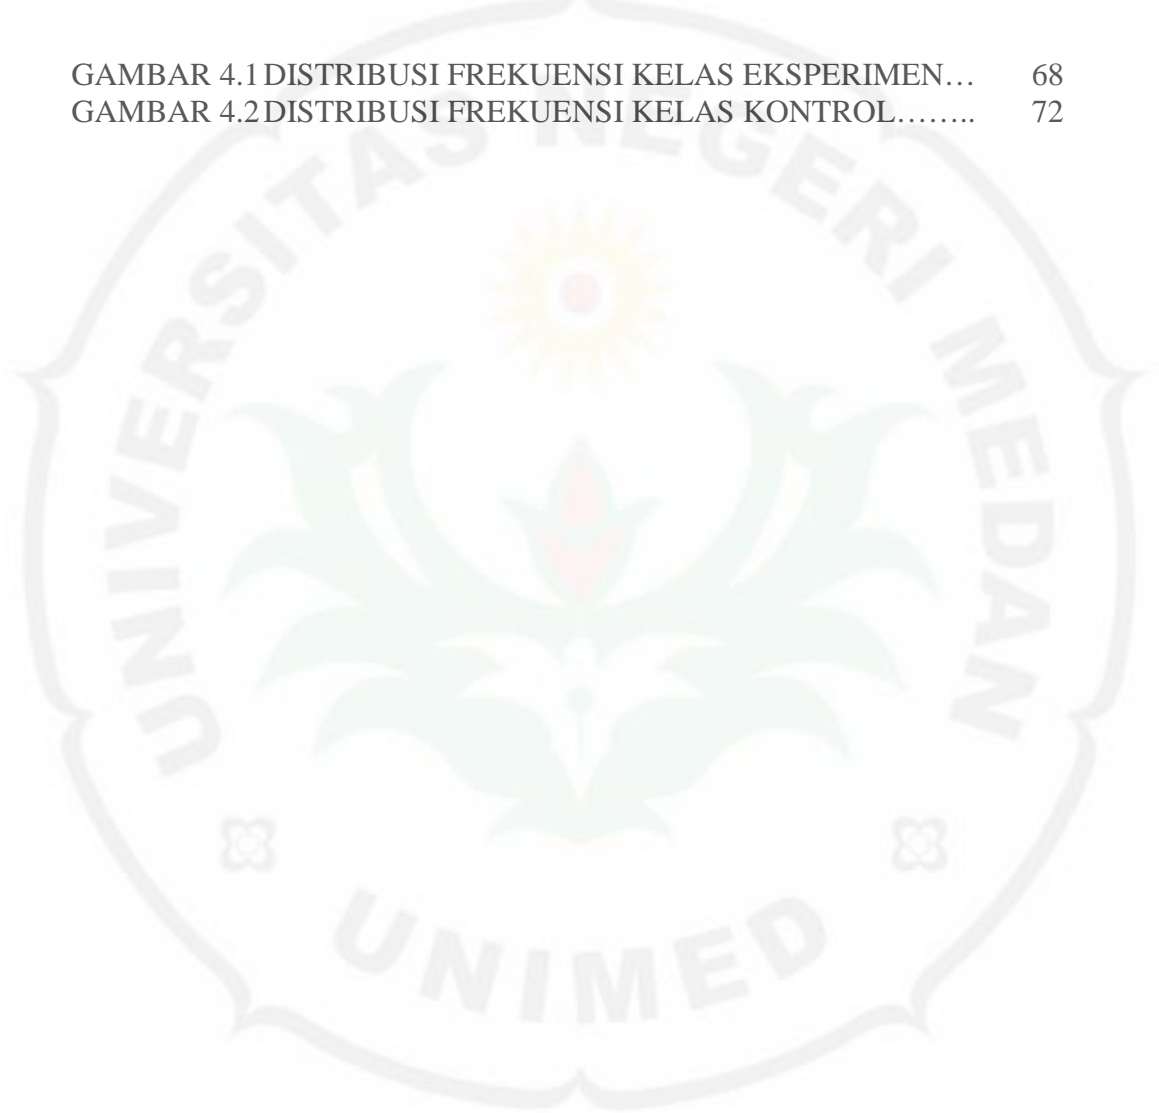 GAMBAR 4.1 DISTRIBUSI FREKUENSI KELAS EKSPERIMEN… 68
GAMBAR 4.2 DISTRIBUSI FREKUENSI KELAS KONTROL…….. 72
UNIVERSITAS NEGERI MEDAN
UNIMED